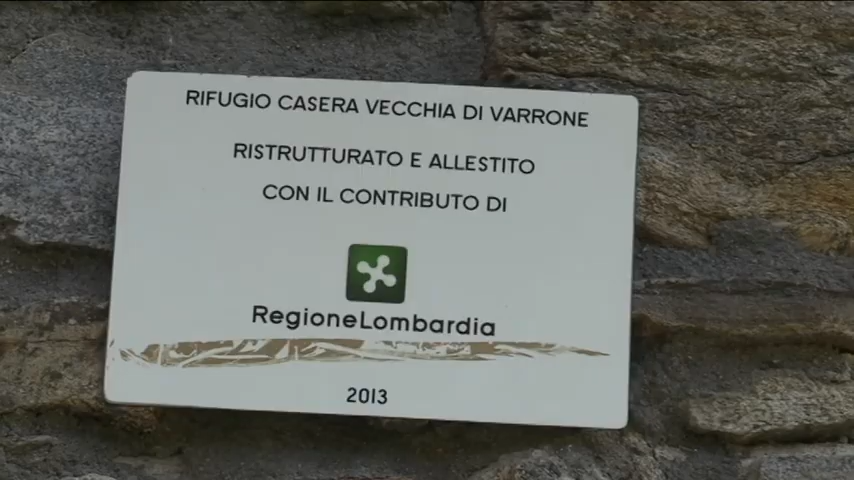 RIFUGIO CASERA VECCHIA DI VARRONE
RISTRUTTURATO E ALLESTITO
CON IL CONTRIBUTO DI
RegioneLombardia
2013